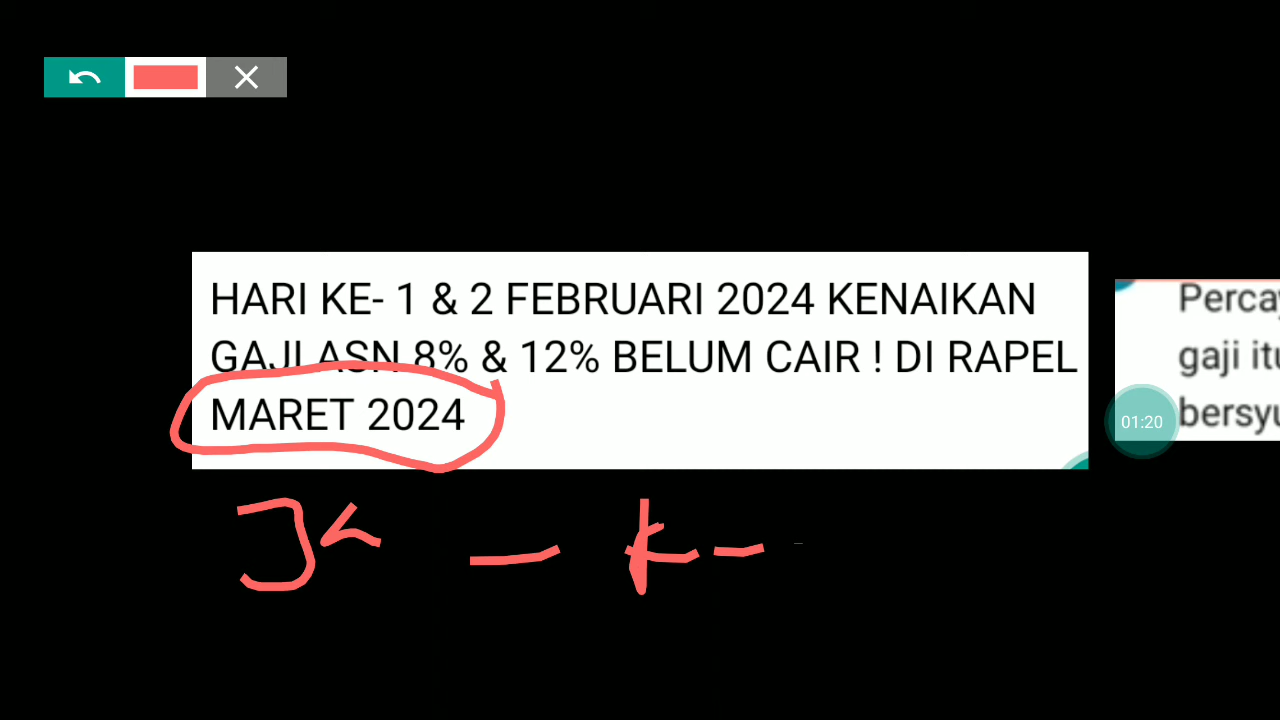 HARI KE- 1 & 2 FEBRUARI 2024 KENAIKAN
GAJI ASN 8% & 12% BELUM CAIR ! DI RAPEL
MARET 2024
gaji
01:20